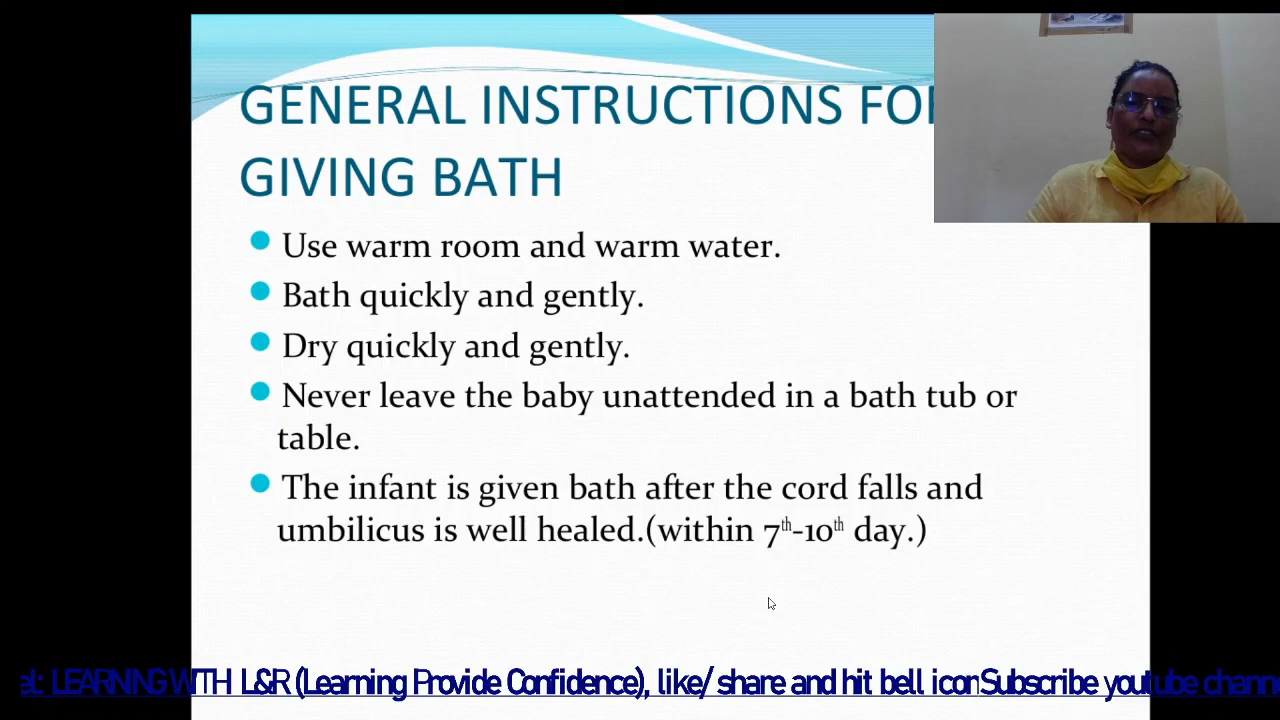 GENERAL INSTRUCTIONS FOR
GIVING BATH
Use warm room and warm water.
Bath quickly and gently.
Dry quickly and gently.
Never leave the baby unattended in a bath tub or
table.
The infant is given bath after the cord falls and
umbilicus is well healed.(within 7th-10th day.)
LEARNING WITH L&R (Learning Provide Confidence), like/ share and hit bell icon Subscribe youtube